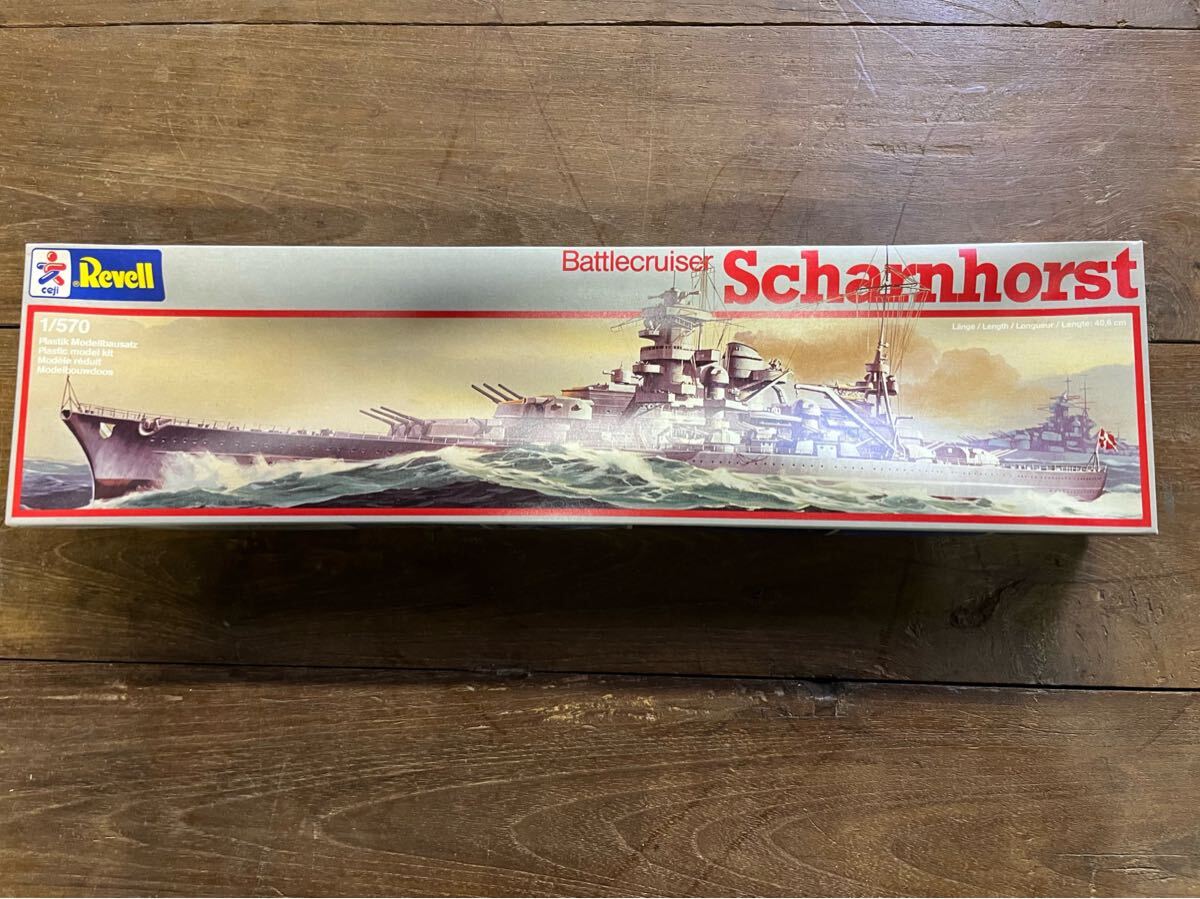 ceji
®Revell
Battlecruiser Scharnhorst
1/570
Plastik Modellbausatz
Plastic model kit
Modèle réduit
Modelbouwdoos
Länge / Length / Longueur / Lengte: 40,6 cm